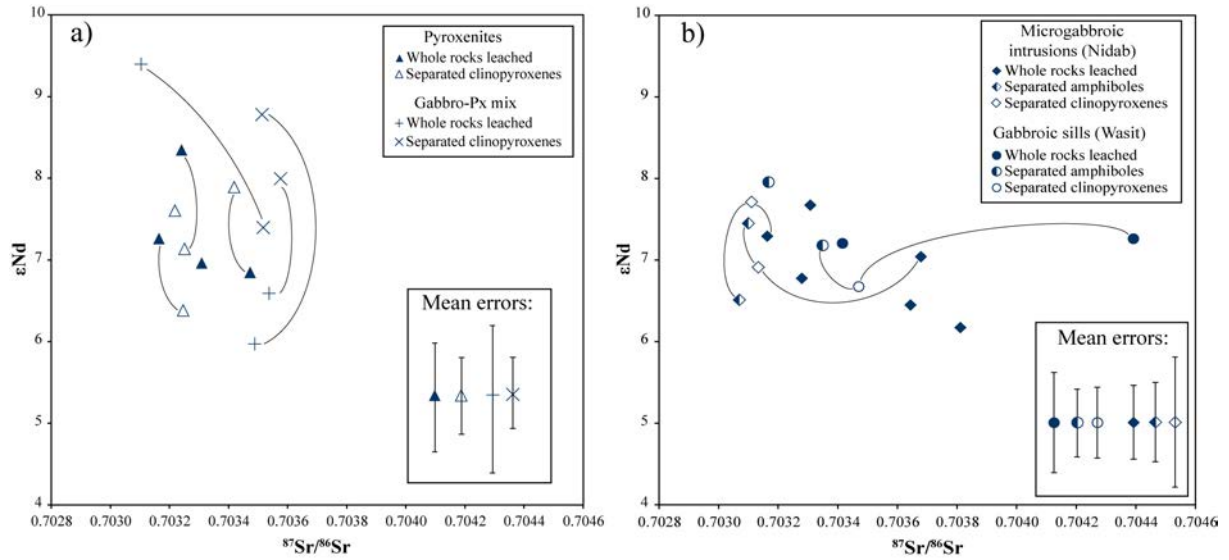 a)
Pyroxenites
Whole rocks leached
Separated clinopyroxenes
Gabbro-Px mix
Whole rocks leached
Separated clinopyroxenes
Mean errors:
10
9
8
7
6
5
4
εNd
0.7028 0.7030 0.7032 0.7034 0.7036 0.7038 0.7040 0.7042 0.7044 0.7046
⁸⁷Sr/⁸⁶Sr
b)
Microgabbroic
intrusions (Nidab)
Whole rocks leached
Separated amphiboles
Separated clinopyroxenes
Gabbroic sills (Wasit)
Whole rocks leached
Separated amphiboles
Separated clinopyroxenes
Mean errors:
10
9
8
7
6
5
4
εNd
0.7028 0.7030 0.7032 0.7034 0.7036 0.7038 0.7040 0.7042 0.7044 0.7046
⁸⁷Sr/⁸⁶Sr